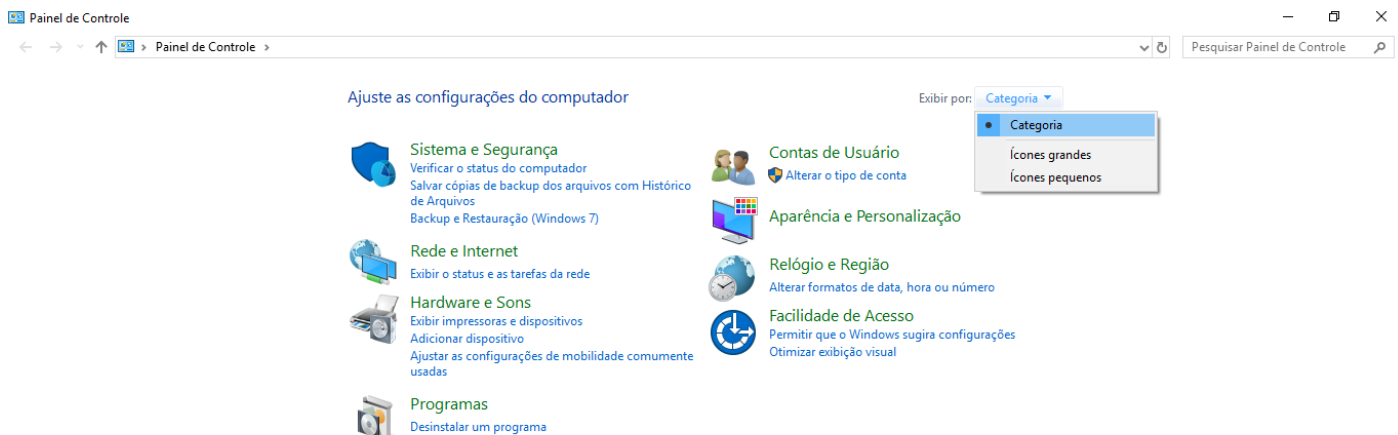 Painel de Controle
Painel de Controle
Pesquisar Painel de Controle
Ajuste as configurações do computador
Exibir por: Categoria
Categoria
Ícones grandes
Ícones pequenos
Sistema e Segurança
Verificar o status do computador
Salvar cópias de backup dos arquivos com Histórico
de Arquivos
Backup e Restauração (Windows 7)
Rede e Internet
Exibir o status e as tarefas da rede
Hardware e Sons
Exibir impressoras e dispositivos
Adicionar dispositivo
Ajustar as configurações de mobilidade comumente
usadas
Programas
Desinstalar um programa
Contas de Usuário
Alterar o tipo de conta
Aparência e Personalização
Relógio e Região
Alterar formatos de data, hora ou número
Facilidade de Acesso
Permitir que o Windows sugira configurações
Otimizar exibição visual